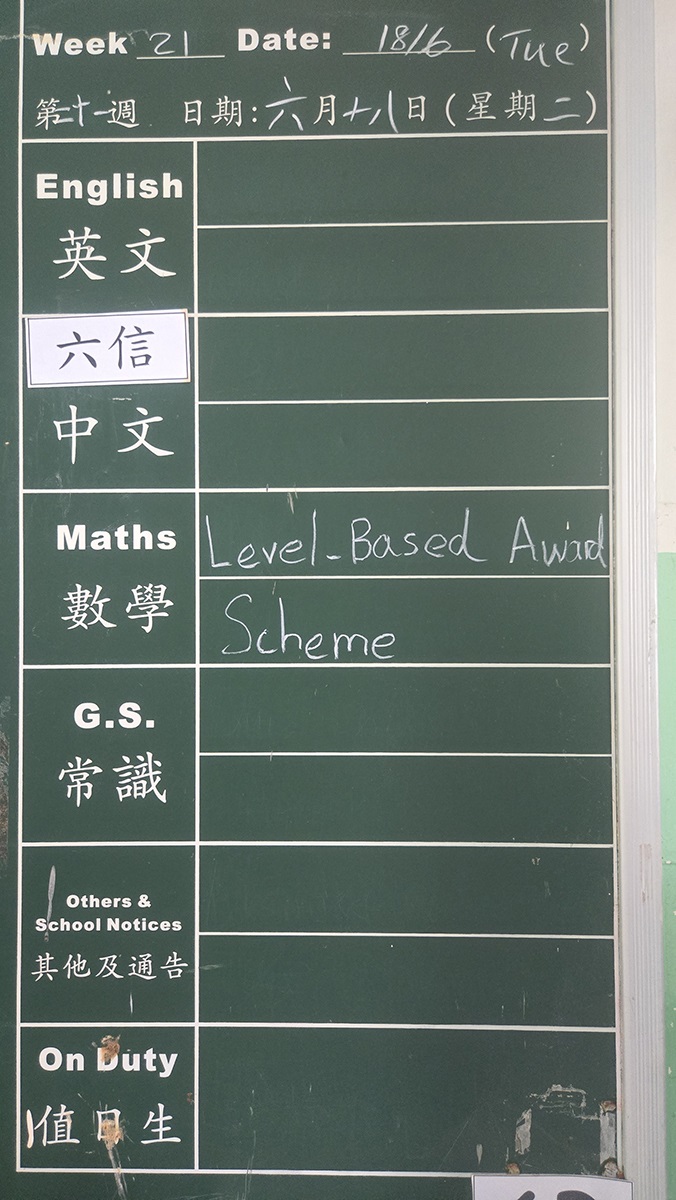 Week 21 Date: 18/6 (Tue)
第二十一週 日期:六月十八日(星期二)
English
英文
六信
中文
Maths Level-Based Award
數學 Scheme
G.S.
常識
Others &
School Notices
其他及通告
On Duty
值日生